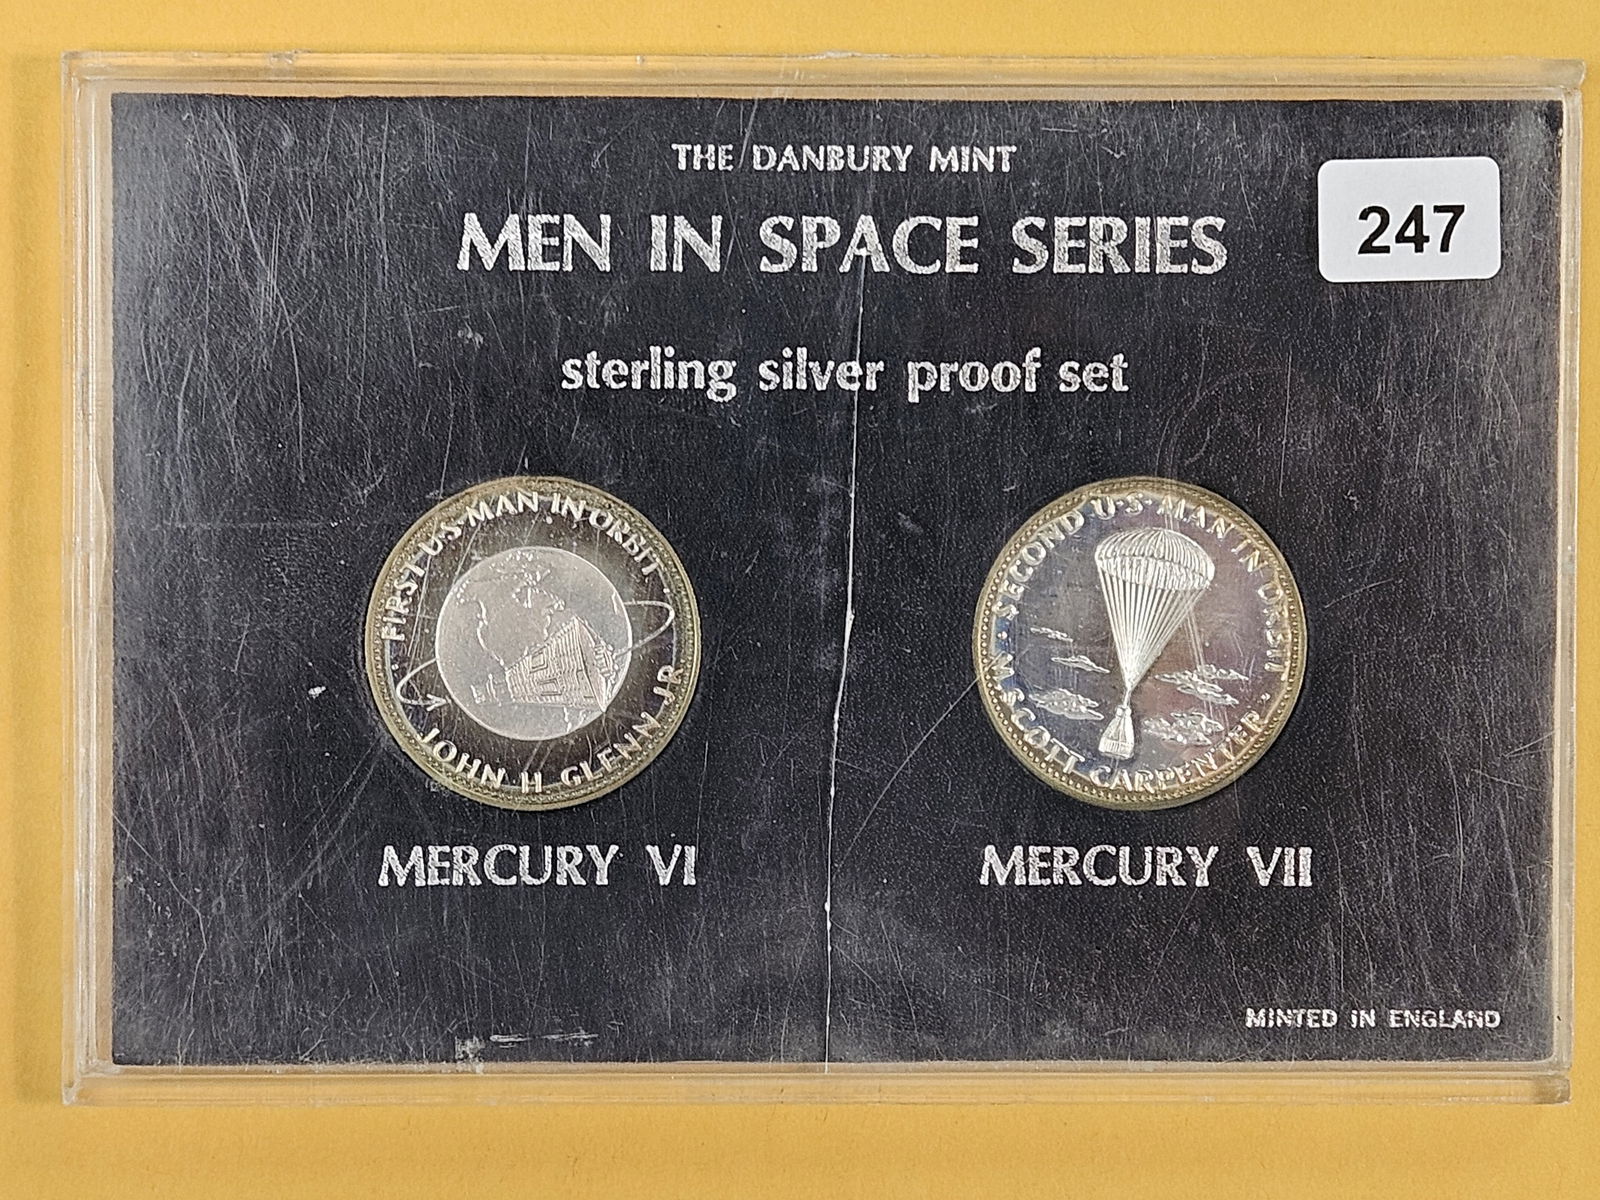 THE DANBURY MINT
MEN IN SPACE SERIES
247
sterling silver proof set
· FIRST U·S·MAN IN ORBIT ·
JOHN H GLENN JR
· SECOND U·S· MAN IN ORBIT ·
M· SCOTT CARPENTER
MERCURY VI
MERCURY VII
MINTED IN ENGLAND